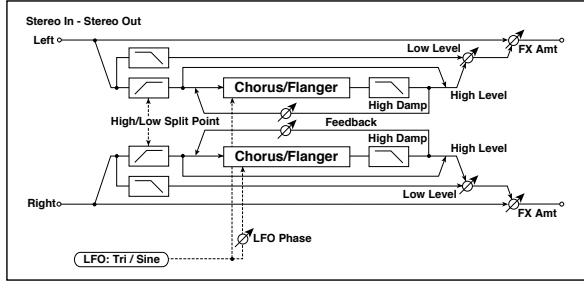 Stereo In - Stereo Out
Left
Low Level
FX Amt
Chorus/Flanger
High Damp
High Level
High/Low Split Point
Feedback
High Damp
High Level
Chorus/Flanger
Low Level
Right
FX Amt
LFO Phase
LFO: Tri / Sine